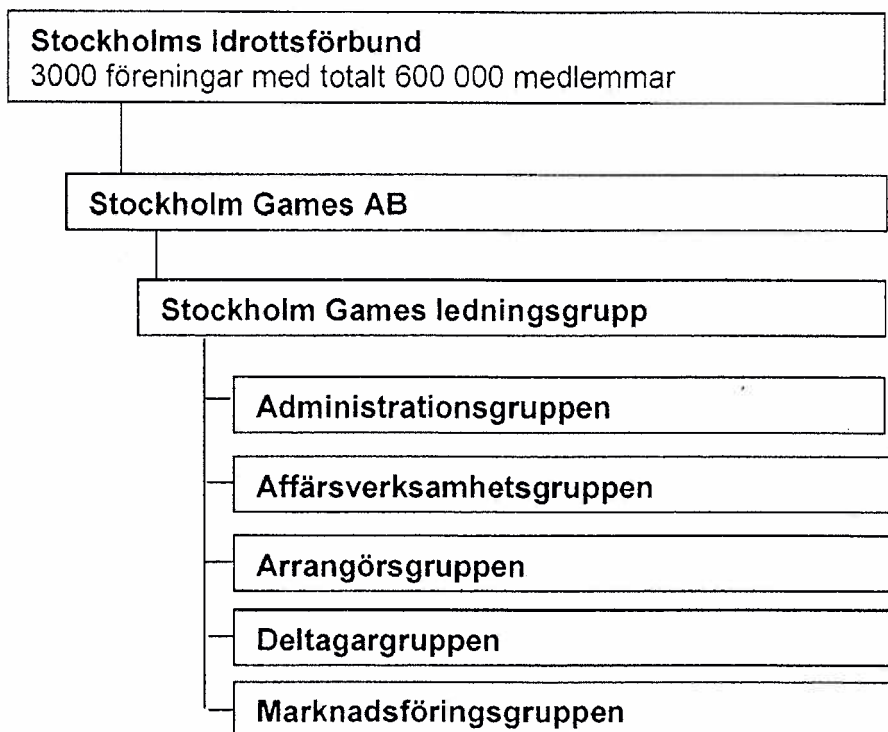 Stockholms Idrottsförbund
3000 föreningar med totalt 600 000 medlemmar
Stockholm Games AB
Stockholm Games ledningsgrupp
Administrationsgruppen
Affärsverksamhetsgruppen
Arrangörsgruppen
Deltagargruppen
Marknadsföringsgruppen